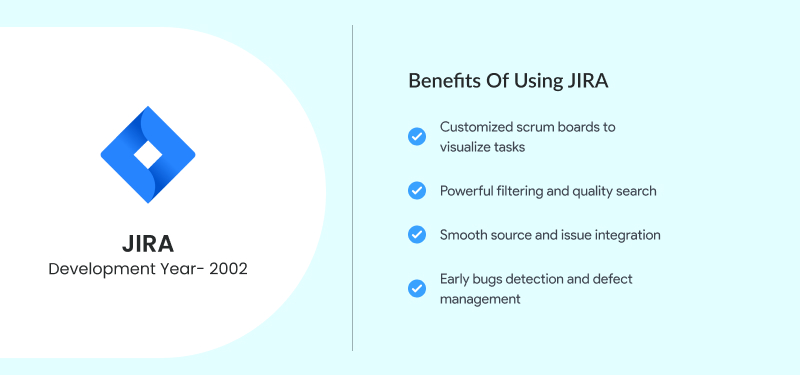 JIRA
Development Year- 2002
Benefits Of Using JIRA
Customized scrum boards to
visualize tasks
Powerful filtering and quality search
Smooth source and issue integration
Early bugs detection and defect
management